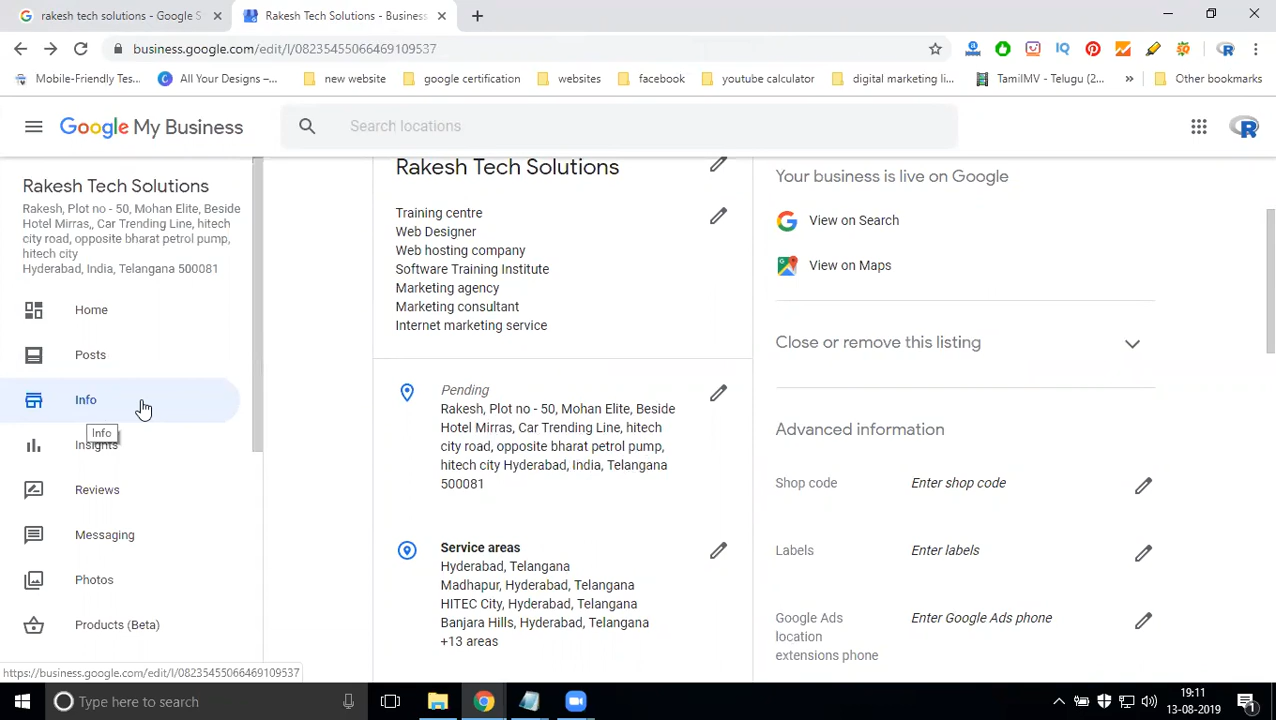 rakesh tech solutions - Google S
Rakesh Tech Solutions - Business
business.google.com/edit/l/08235455066469109537
Mobile-Friendly Tes...
All Your Designs –...
new website
google certification
websites
facebook
youtube calculator
digital marketing li...
TamilMV - Telugu (2...
»
Other bookmarks
Google My Business
Search locations
Rakesh Tech Solutions
Rakesh, Plot no - 50, Mohan Elite, Beside
Hotel Mirras,, Car Trending Line, hitech
city road, opposite bharat petrol pump,
hitech city
Hyderabad, India, Telangana 500081
Home
Posts
Info
Info
Insights
Reviews
Messaging
Photos
Products (Beta)
https://business.google.com/edit/l/08235455066469109537
Rakesh Tech Solutions
Training centre
Web Designer
Web hosting company
Software Training Institute
Marketing agency
Marketing consultant
Internet marketing service
Pending
Rakesh, Plot no - 50, Mohan Elite, Beside
Hotel Mirras, Car Trending Line, hitech
city road, opposite bharat petrol pump,
hitech city Hyderabad, India, Telangana
500081
Service areas
Hyderabad, Telangana
Madhapur, Hyderabad, Telangana
HITEC City, Hyderabad, Telangana
Banjara Hills, Hyderabad, Telangana
+13 areas
Your business is live on Google
View on Search
View on Maps
Close or remove this listing
Advanced information
Shop code
Enter shop code
Labels
Enter labels
Google Ads
location
extensions phone
Enter Google Ads phone
Type here to search
19:11
13-08-2019